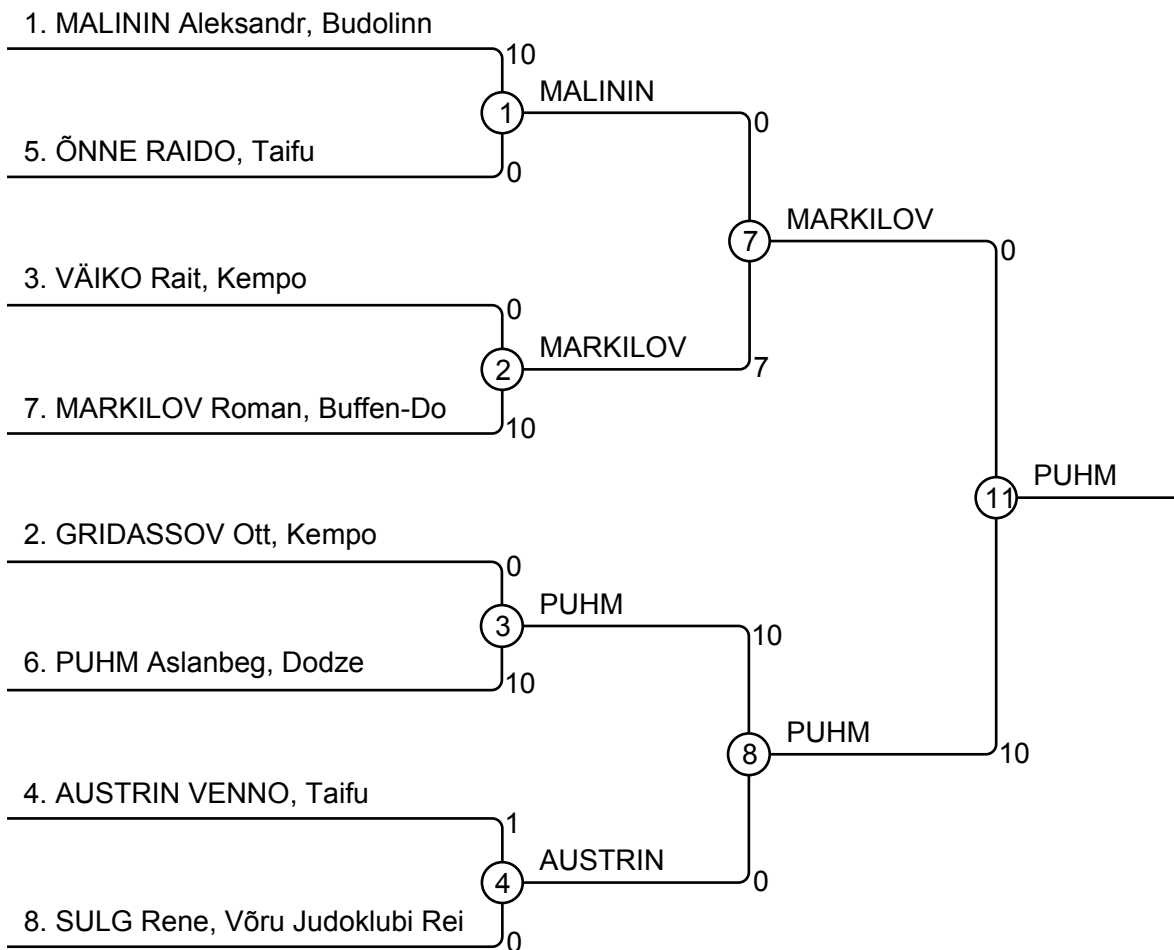 1. MALININ Aleksandr, Budolinn
10
1
MALININ
0
5. ÕNNE RAIDO, Taifu
0
7
MARKILOV
0
3. VÄIKO Rait, Kempo
0
2
MARKILOV
7
7. MARKILOV Roman, Buffen-Do
10
11
PUHM
2. GRIDASSOV Ott, Kempo
0
3
PUHM
10
6. PUHM Aslanbeg, Dodze
10
8
PUHM
10
4. AUSTRIN VENNO, Taifu
1
4
AUSTRIN
0
8. SULG Rene, Võru Judoklubi Rei
0